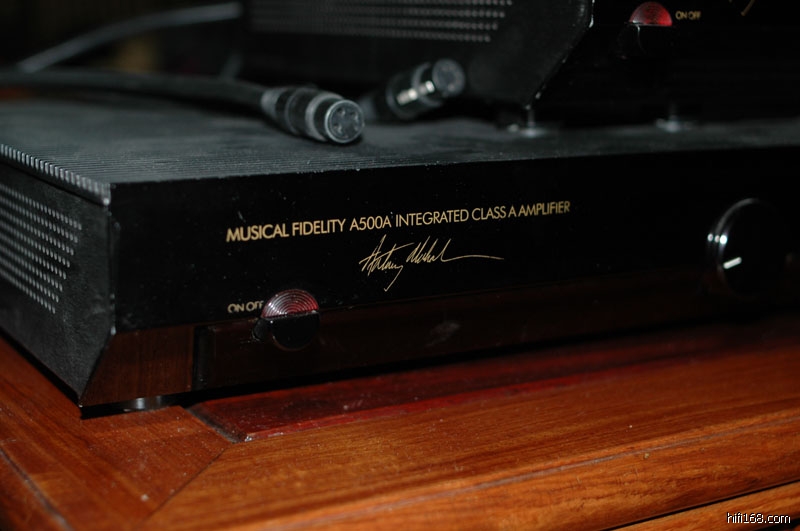 ON OFF
MUSICAL FIDELITY A500A INTEGRATED CLASS A AMPLIFIER
ON OFF
hifi168.com